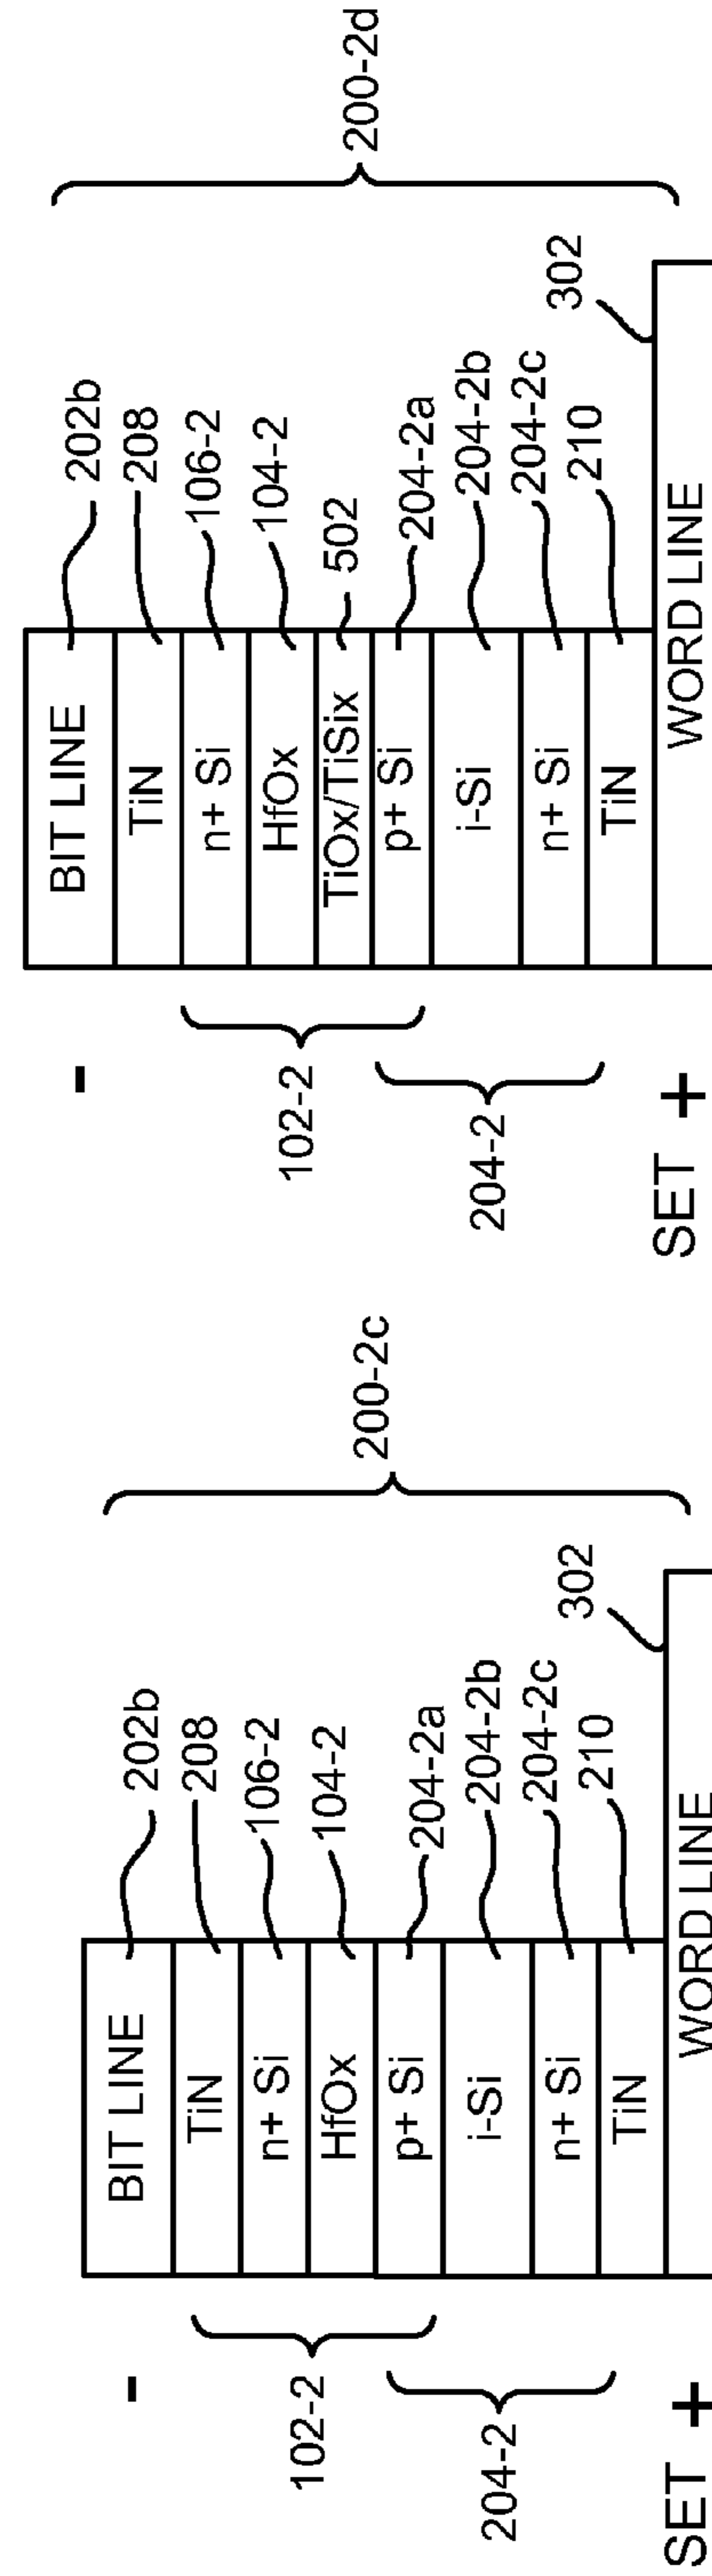 -
BIT LINE
202b
TiN
208
n+ Si
106-2
HfOx
104-2
p+ Si
204-2a
i-Si
204-2b
n+ Si
204-2c
TiN
210
WORD LINE
302
102-2
204-2
SET +
200-2c
-
BIT LINE
202b
TiN
208
n+ Si
106-2
HfOx
104-2
TiOx/TiSix
502
p+ Si
204-2a
i-Si
204-2b
n+ Si
204-2c
TiN
210
WORD LINE
302
102-2
204-2
SET +
200-2d